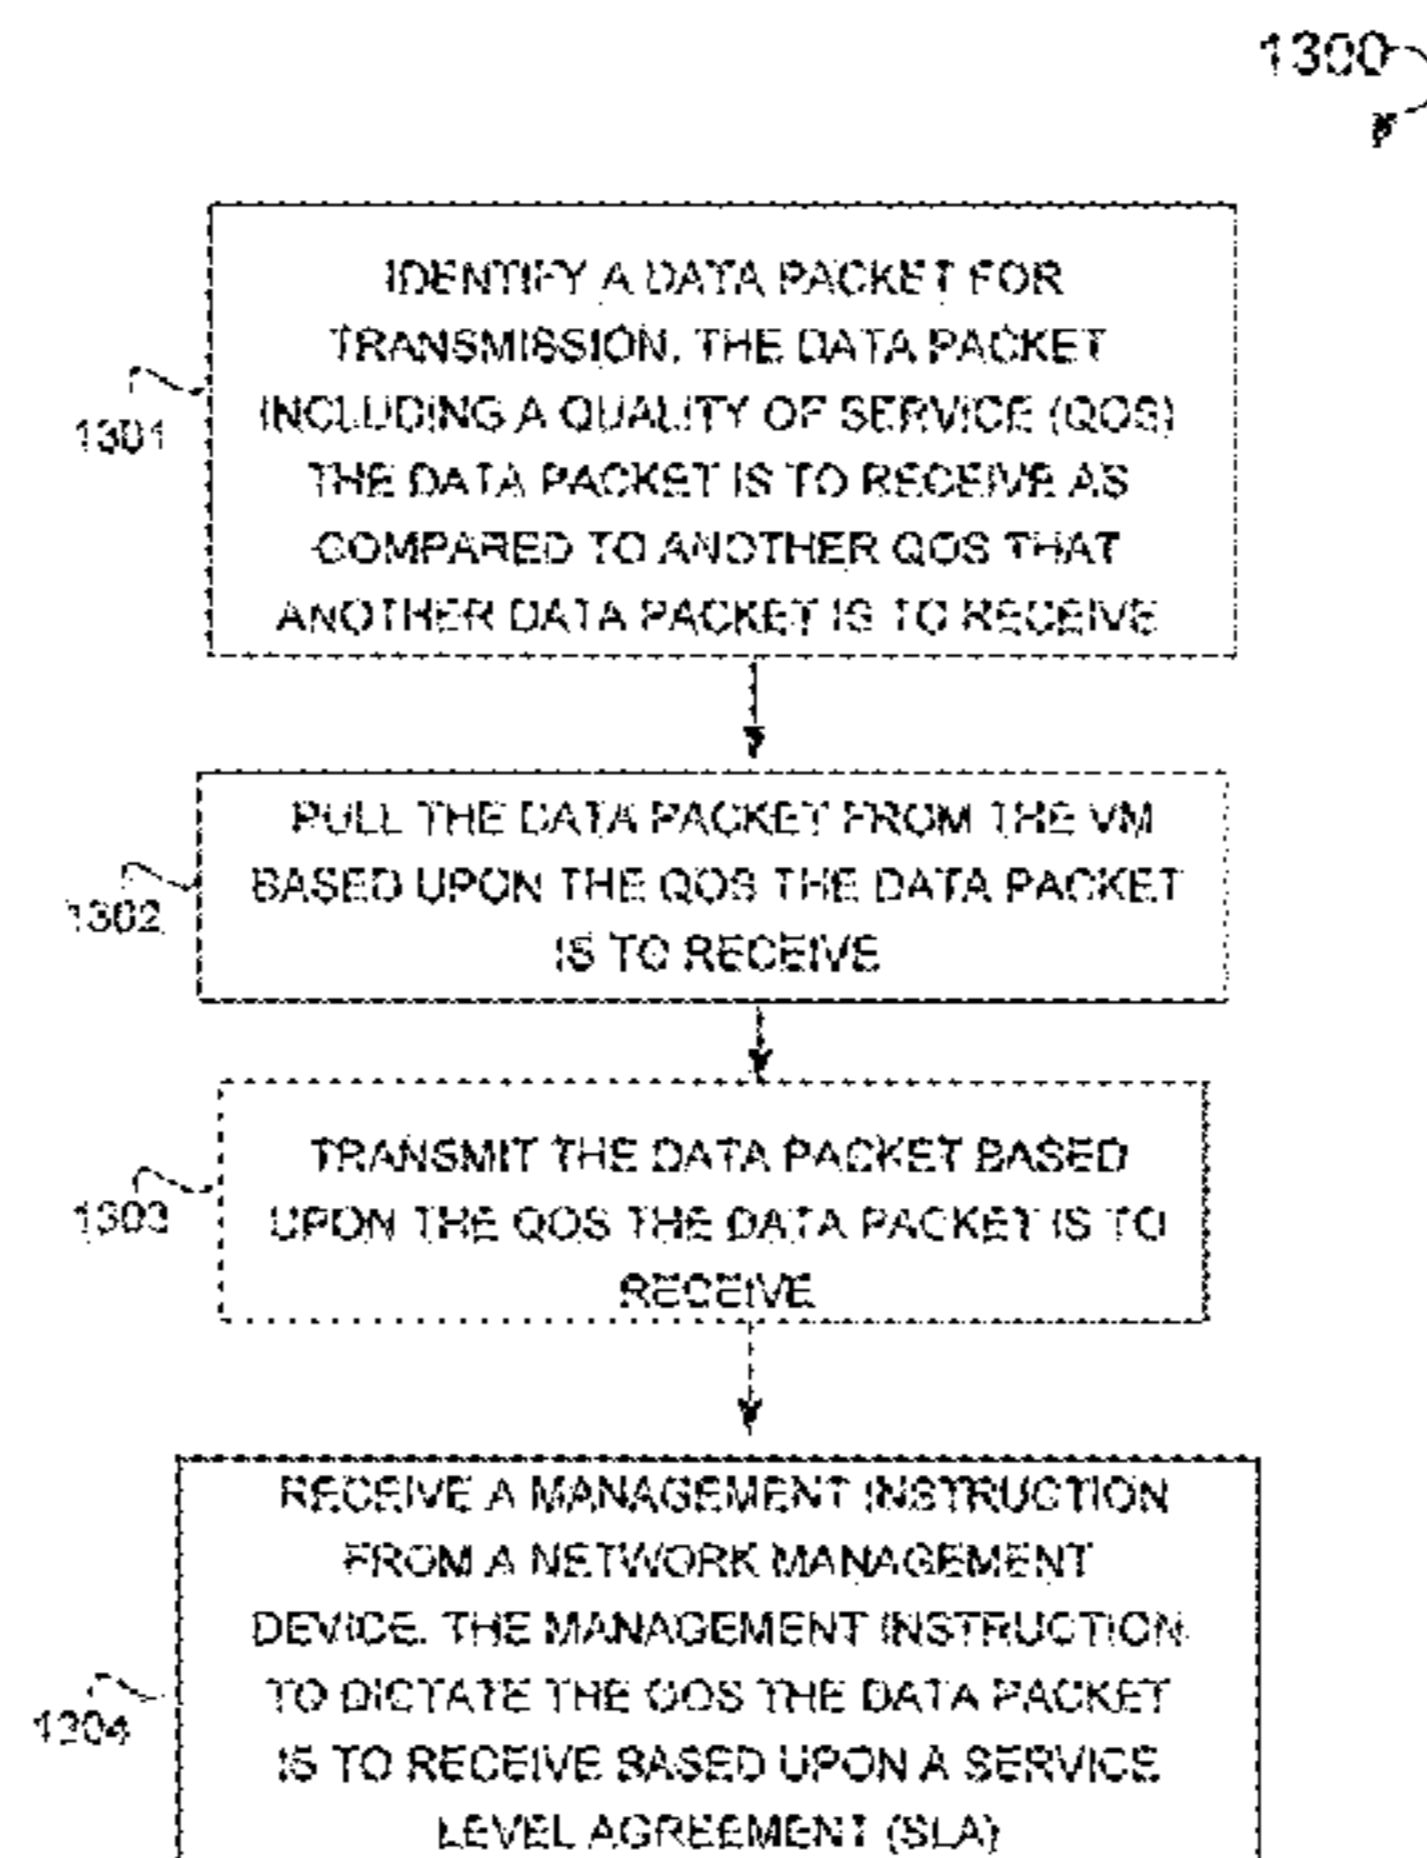 1300
IDENTIFY A DATA PACKET FOR
TRANSMISSION, THE DATA PACKET
INCLUDING A QUALITY OF SERVICE (QOS)
THE DATA PACKET IS TO RECEIVE AS
COMPARED TO ANOTHER QOS THAT
ANOTHER DATA PACKET IS TO RECEIVE
1301
PULL THE DATA PACKET FROM THE VM
BASED UPON THE QOS THE DATA PACKET
IS TO RECEIVE
1302
TRANSMIT THE DATA PACKET BASED
UPON THE QOS THE DATA PACKET IS TO
RECEIVE
1303
RECEIVE A MANAGEMENT INSTRUCTION
FROM A NETWORK MANAGEMENT
DEVICE, THE MANAGEMENT INSTRUCTION
TO DICTATE THE QOS THE DATA PACKET
IS TO RECEIVE BASED UPON A SERVICE
LEVEL AGREEMENT (SLA)
1304